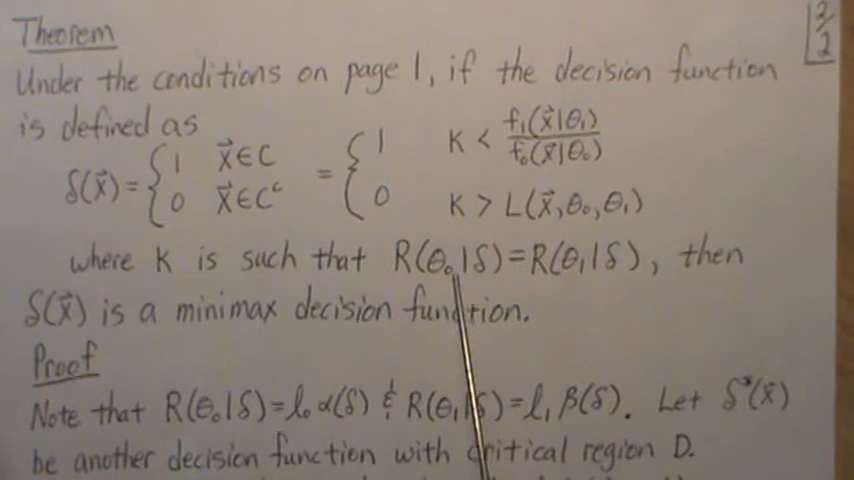 Theorem
2/2
Under the conditions on page 1, if the decision function
is defined as
δ(x⃗) = { 1 x⃗∈C = { 1 K < f₁(x⃗|θ₁)/f₀(x⃗|θ₀)
0 x⃗∈Cᶜ 0 K > L(x⃗,θ₀,θ₁)
where K is such that R(θ₀|δ)=R(θ₁|δ), then
δ(x⃗) is a minimax decision function.
Proof
Note that R(θ₀|δ)=l₀ α(δ) & R(θ₁|δ)=l₁ β(δ). Let δ*(x⃗)
be another decision function with critical region D.